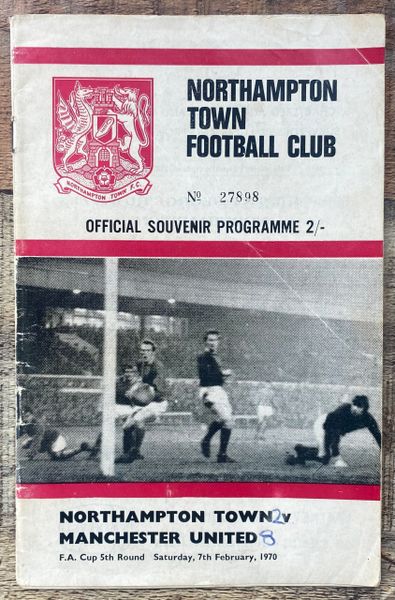 NORTHAMPTON
TOWN
FOOTBALL CLUB
NORTHAMPTON TOWN F.C.
Nº 27898
OFFICIAL SOUVENIR PROGRAMME 2/-
NORTHAMPTON TOWN 2 v
MANCHESTER UNITED 8
F.A. Cup 5th Round Saturday, 7th February, 1970